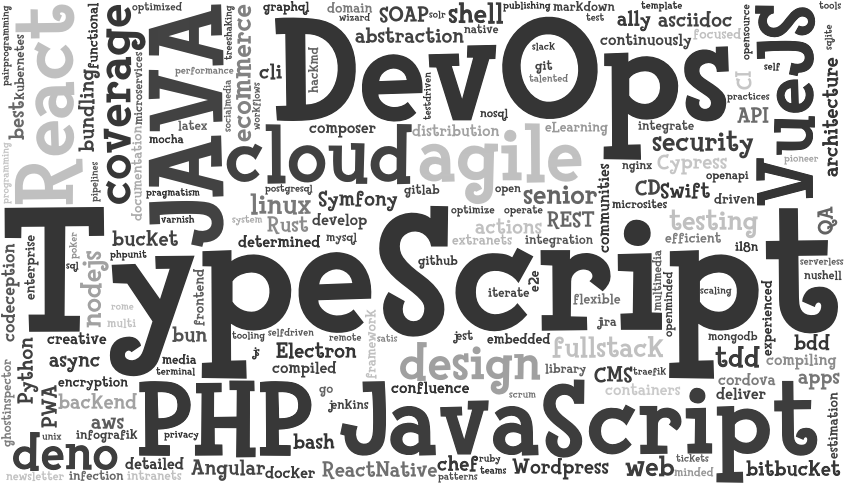 optimized
graphql
domain
wizard
SOAP
solr
shell
publishing
markdown
test
template
tools
pairprogramming
kubernetes
best
React
functional
bundling
coverage
JAVA
treeshaking
ecommerce
socialmedia
workflows
cli
hackmd
DevOps
abstraction
native
slack
git
talented
ally
asciidoc
continuously
focused
opensource
VueJS
sqlite
self
CI
practices
API
architecture
performance
microservices
documentation
latex
mocha
composer
testdriven
nosql
distribution
eLearning
integrate
security
nginx
Cypress
openapi
pioneer
programming
pipelines
pragmatism
varnish
cloud
agile
postgresql
gitlab
open
senior
communities
CD
Swift
microsites
driven
linux
Symfony
system
Rust
develop
optimize
operate
REST
actions
testing
QA
bucket
phpunit
determined
mysql
extranets
integration
efficient
il8n
codeception
enterprise
sql
poker
nodejs
TypeScript
github
iterate
e2e
flexible
multimedia
openminded
scaling
serverless
nushell
experienced
rome
multi
frontend
jra
mongodb
creative
bun
tooling
selfdriven
remote
satis
jest
embedded
fullstack
bdd
tdd
compiling
async
media
terminal
js
Electron
compiled
framework
design
library
CMS
traefik
cordova
apps
ghostinspector
Python
encryption
PWA
backend
aws
PHP
go
jenkins
confluence
scrum
containers
deliver
estimation
JavaScript
deno
unix
infografik
privacy
bash
newsletter
infection
intranets
detailed
Angular
docker
ReactNative
chef
patterns
ruby
teams
Wordpress
web
tickets
minded
bitbucket